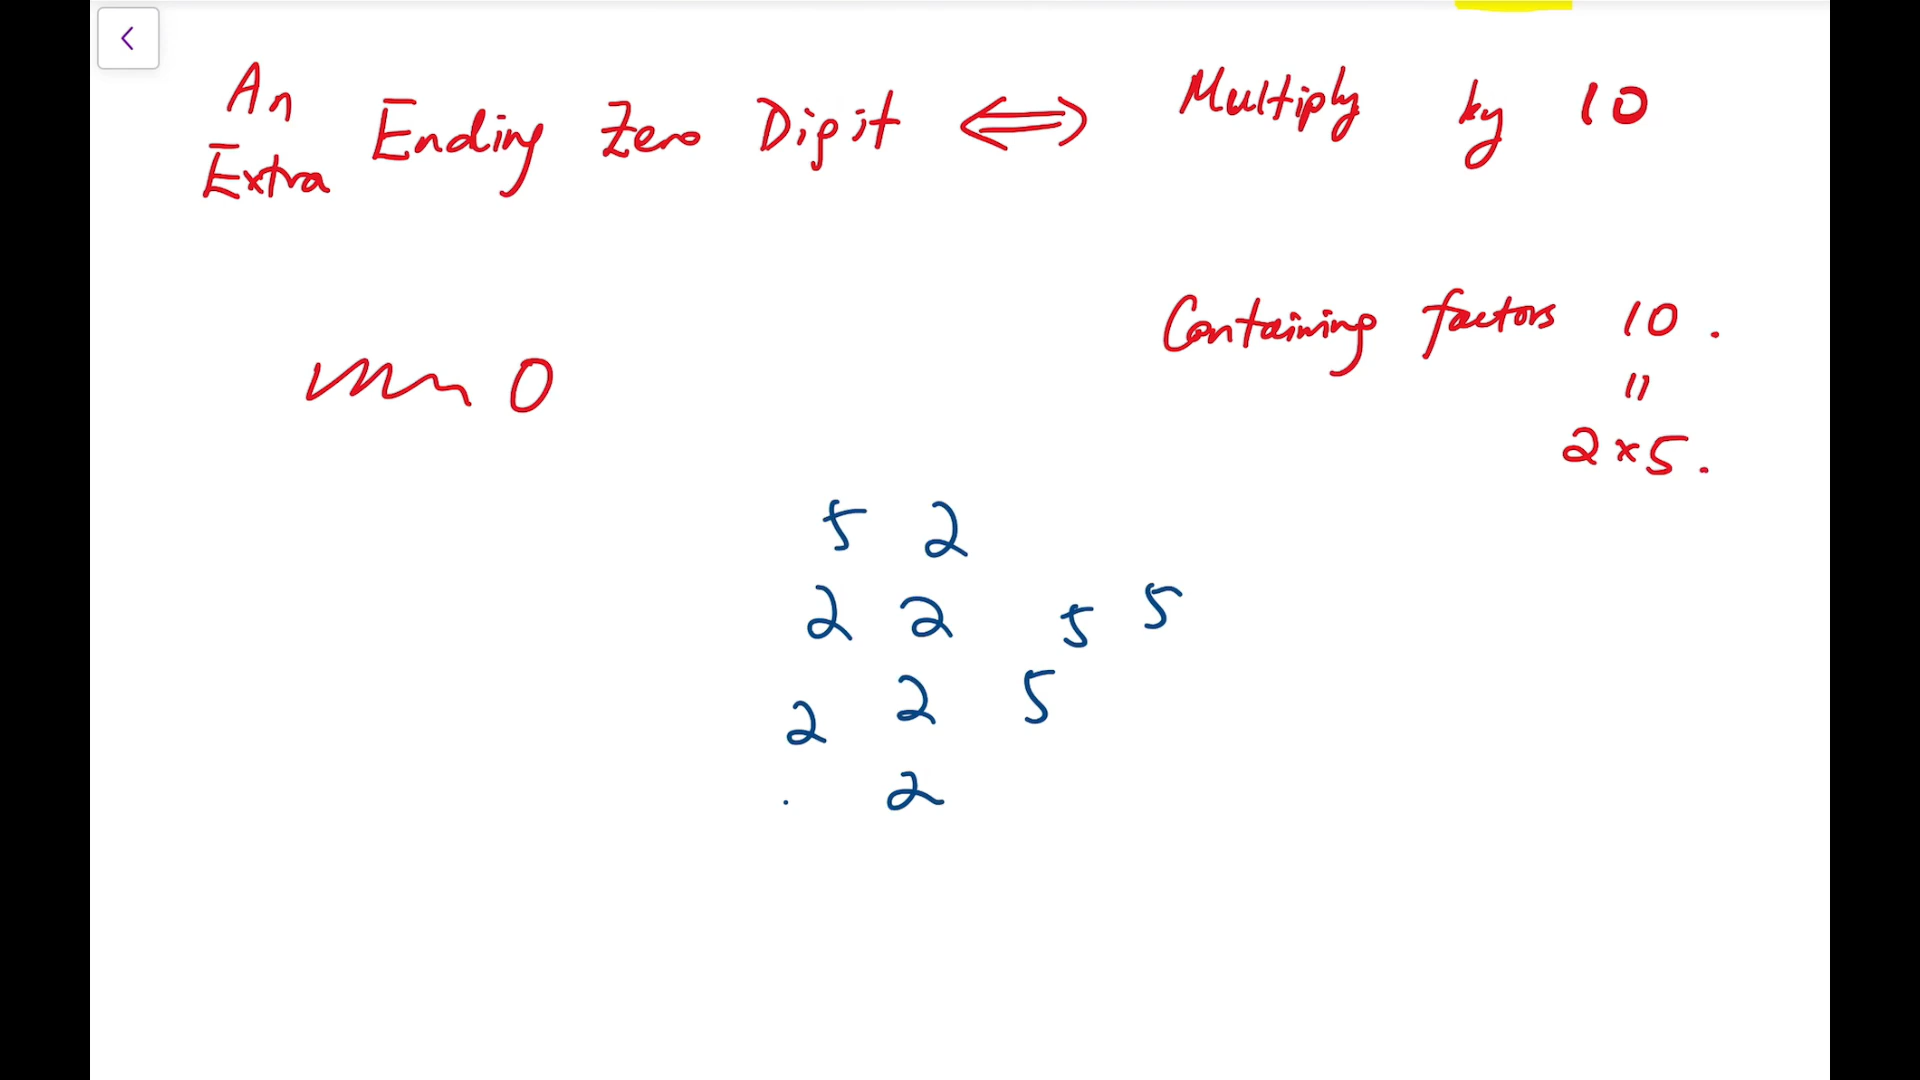 An Extra Ending Zero Digit ⟺ Multiply by 10
Containing factors 10 .
0
=
2 × 5 .
5 2
2 2 5 5
2 2 5
. 2